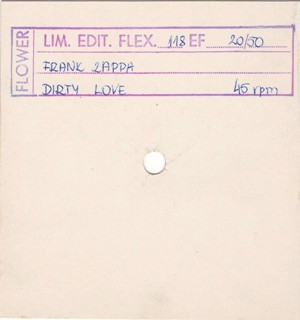 FLOWER
LIM. EDIT. FLEX. 118 EF 20/50
FRANK ZAPPA
DIRTY LOVE 45 rpm